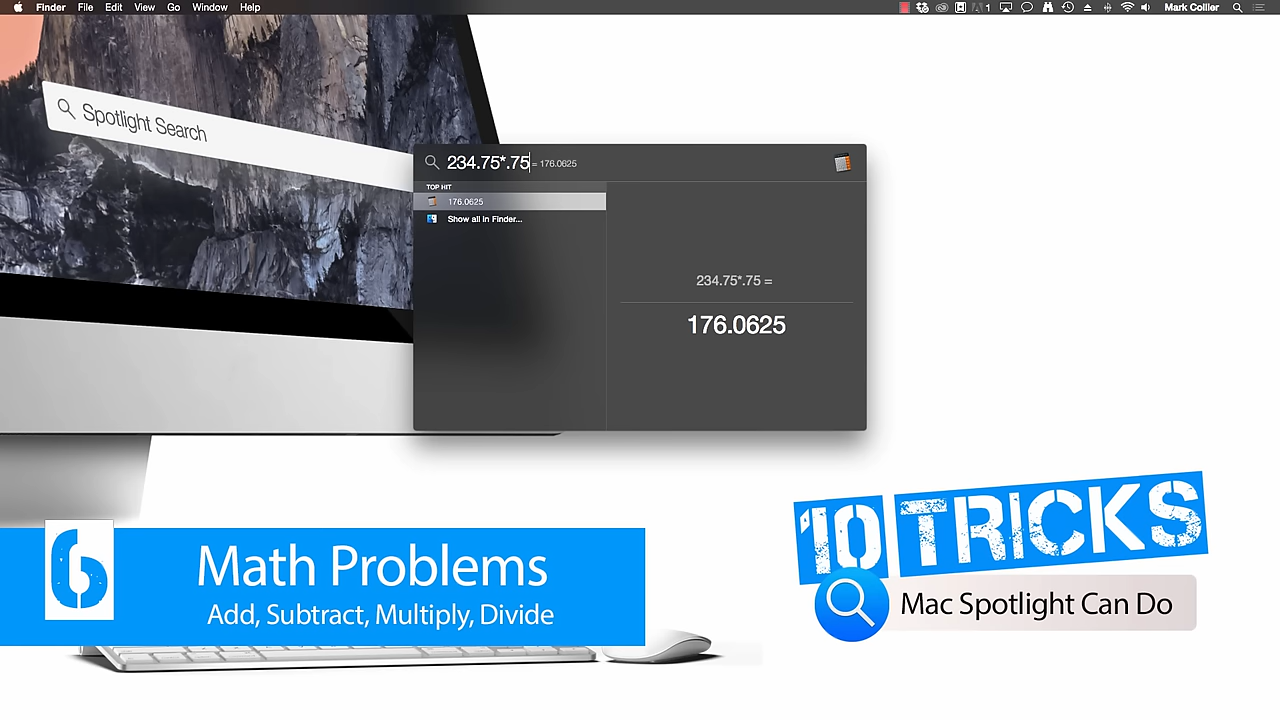 Finder File Edit View Go Window Help
1 Mark Collier
Spotlight Search
234.75*.75 = 176.0625
TOP HIT
176.0625
Show all in Finder...
234.75*.75 =
176.0625
10 TRICKS
Mac Spotlight Can Do
6
Math Problems
Add, Subtract, Multiply, Divide